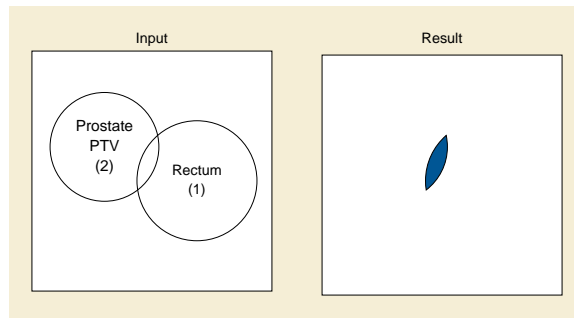 Input
Result
Prostate
PTV
(2)
Rectum
(1)